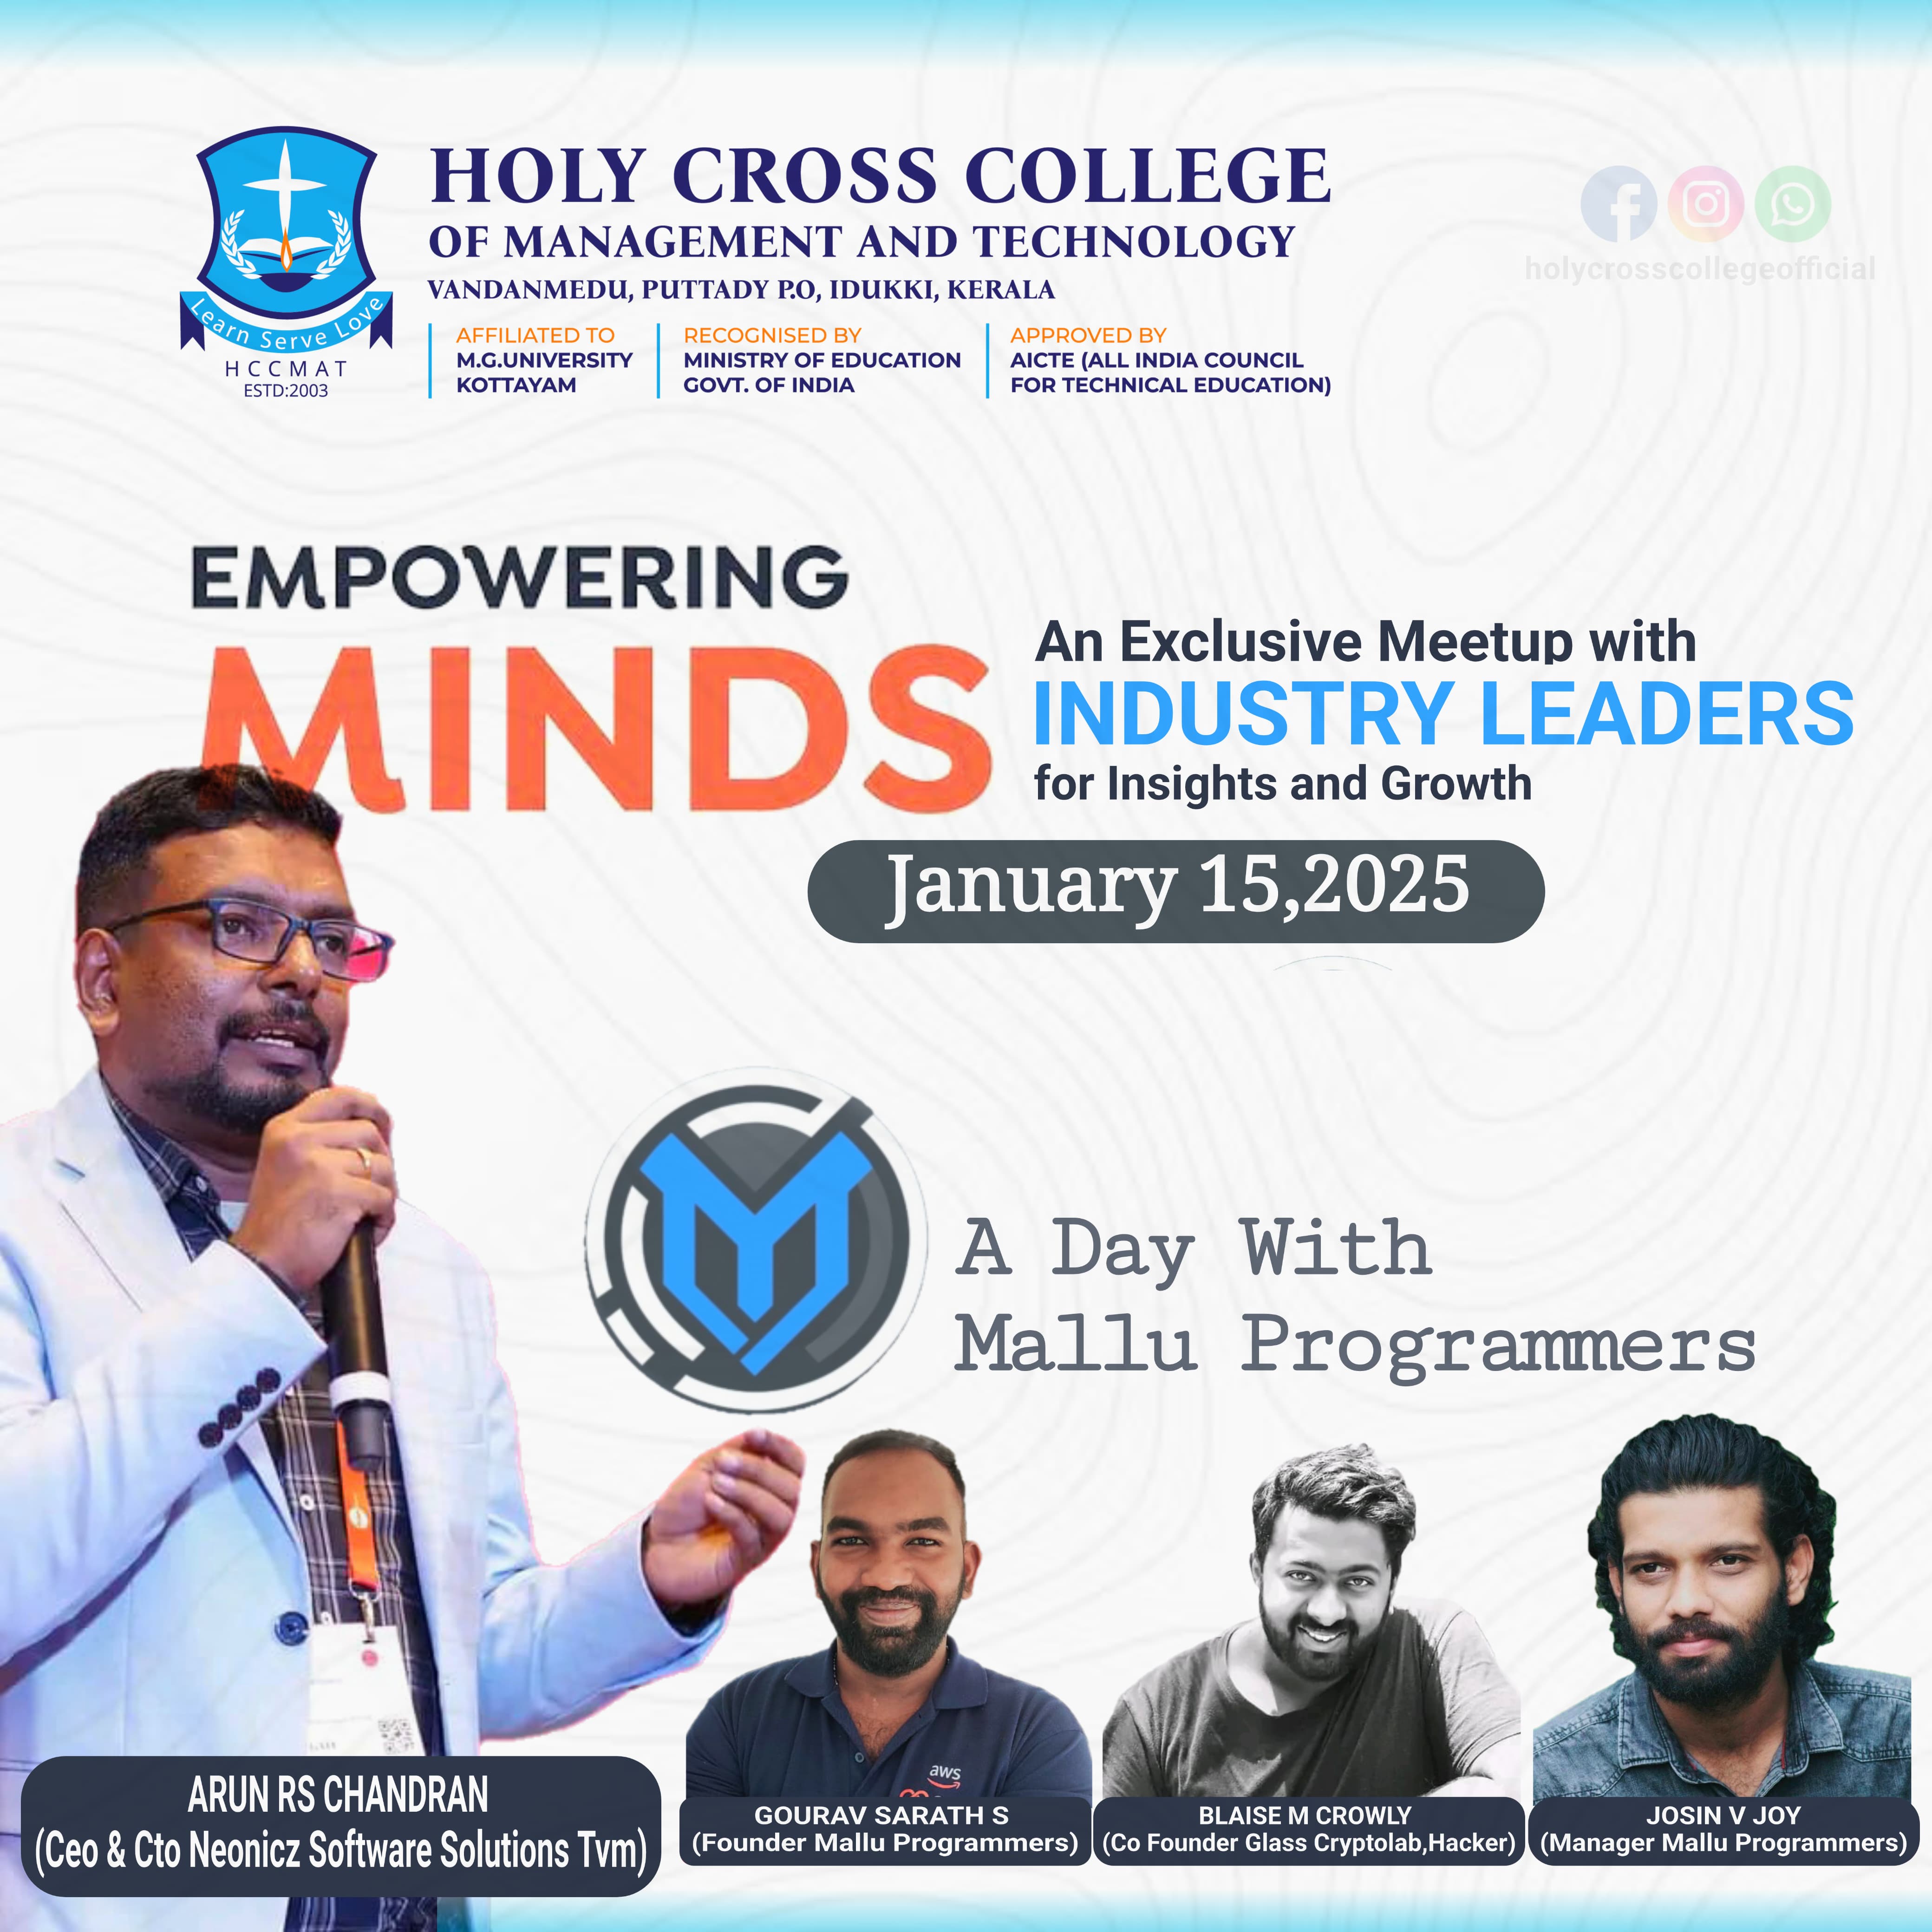 HOLY CROSS COLLEGE
OF MANAGEMENT AND TECHNOLOGY
VANDANMEDU, PUTTADY P.O, IDUKKI, KERALA
AFFILIATED TO
M.G.UNIVERSITY
KOTTAYAM
RECOGNISED BY
MINISTRY OF EDUCATION
GOVT. OF INDIA
APPROVED BY
AICTE (ALL INDIA COUNCIL
FOR TECHNICAL EDUCATION)
Learn Serve Love
HCCMAT
ESTD:2003
holycrosscollegeofficial
EMPOWERING
MINDS
An Exclusive Meetup with
INDUSTRY LEADERS
for Insights and Growth
January 15,2025
A Day With
Mallu Programmers
aws
ARUN RS CHANDRAN
(Ceo & Cto Neonicz Software Solutions Tvm)
GOURAV SARATH S
(Founder Mallu Programmers)
BLAISE M CROWLY
(Co Founder Glass Cryptolab,Hacker)
JOSIN V JOY
(Manager Mallu Programmers)